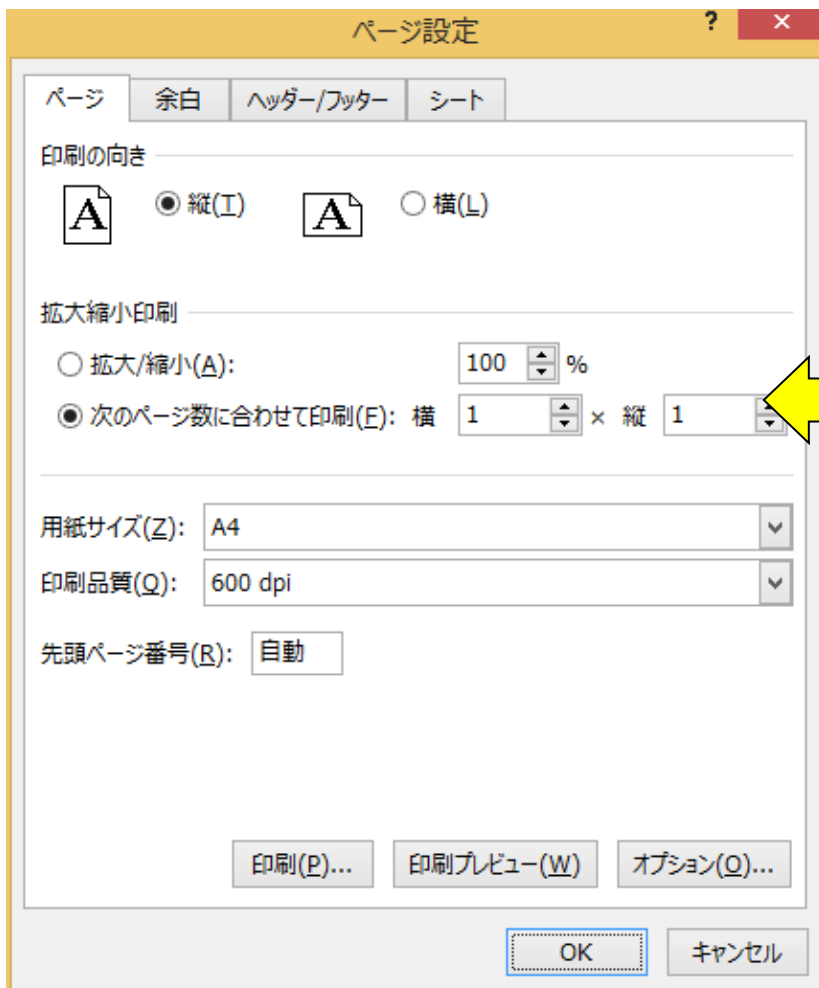 ページ設定 ? ×
ページ 余白 ヘッダー/フッター シート
印刷の向き
A 縦(T) A 横(L)
拡大縮小印刷
拡大/縮小(A): 100 %
次のページ数に合わせて印刷(F): 横 1 × 縦 1
用紙サイズ(Z): A4
印刷品質(Q): 600 dpi
先頭ページ番号(R): 自動
印刷(P)... 印刷プレビュー(W) オプション(O)...
OK キャンセル